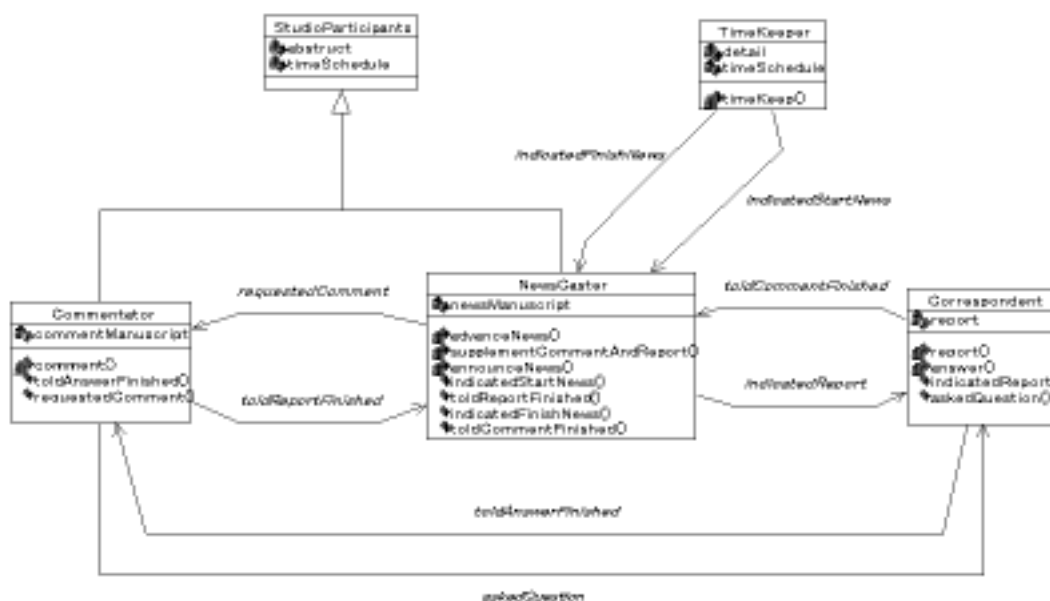 StudioParticipants
abstruct
timeSchedule
TimeKeeper
detail
timeSchedule
timeKeep()
indicatedFinishNews
indicatedStartNews
requestedComment
NewsCaster
newsManuscript
advanceNews()
supplementCommentAndReport()
announceNews()
indicatedStartNews()
toldReportFinished()
indicatedFinishNews()
toldCommentFinished()
toldCommentFinished
Commentator
commentManuscript
comment()
toldAnswerFinished()
requestedComment()
Correspondent
report
report()
answer()
indicatedReport
askedQuestion()
toldReportFinished
indicatedReport
toldAnswerFinished
askedQuestion